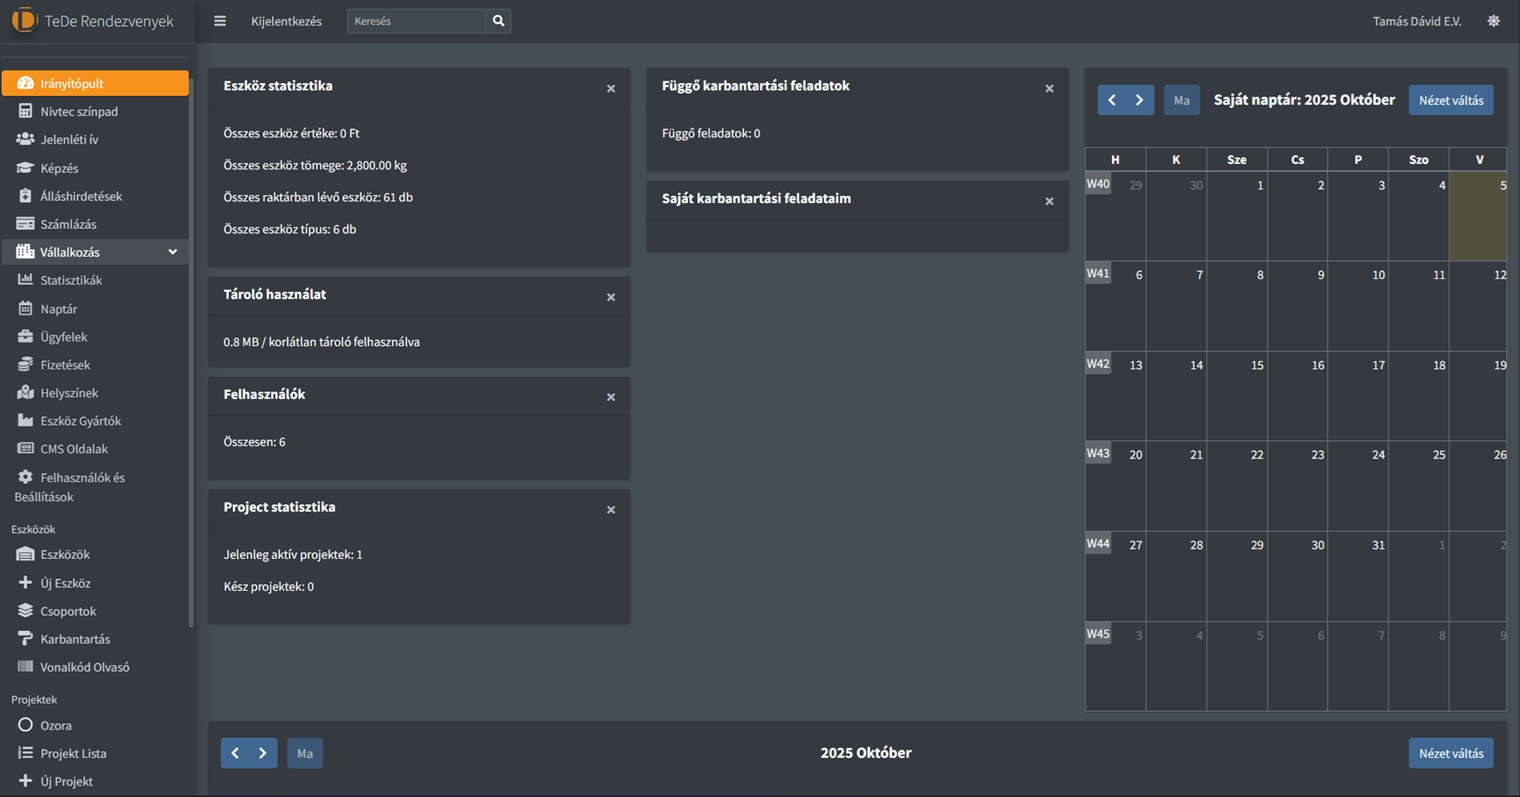 TeDe Rendezvenyek
Kijelentkezés
Keresés
Tamás Dávid E.V.
Irányítópult
Nivtec színpad
Jelenléti ív
Képzés
Álláshirdetések
Számlázás
Vállalkozás
Statisztikák
Naptár
Ügyfelek
Fizetések
Helyszínek
Eszköz Gyártók
CMS Oldalak
Felhasználók és
Beállítások
Eszközök
Eszközök
Új Eszköz
Csoportok
Karbantartás
Vonalkód Olvasó
Projektek
Ozora
Projekt Lista
Új Projekt
Eszköz statisztika
Összes eszköz értéke: 0 Ft
Összes eszköz tömege: 2,800.00 kg
Összes raktárban lévő eszköz: 61 db
Összes eszköz típus: 6 db
Tároló használat
0.8 MB / korlátlan tároló felhasználva
Felhasználók
Összesen: 6
Project statisztika
Jelenleg aktív projektek: 1
Kész projektek: 0
Függő karbantartási feladatok
Függő feladatok: 0
Saját karbantartási feladataim
Ma
Saját naptár: 2025 Október
Nézet váltás
H K Sze Cs P Szo V
W40 29 30 1 2 3 4 5
W41 6 7 8 9 10 11 12
W42 13 14 15 16 17 18 19
W43 20 21 22 23 24 25 26
W44 27 28 29 30 31 1 2
W45 3 4 5 6 7 8 9
Ma
2025 Október
Nézet váltás